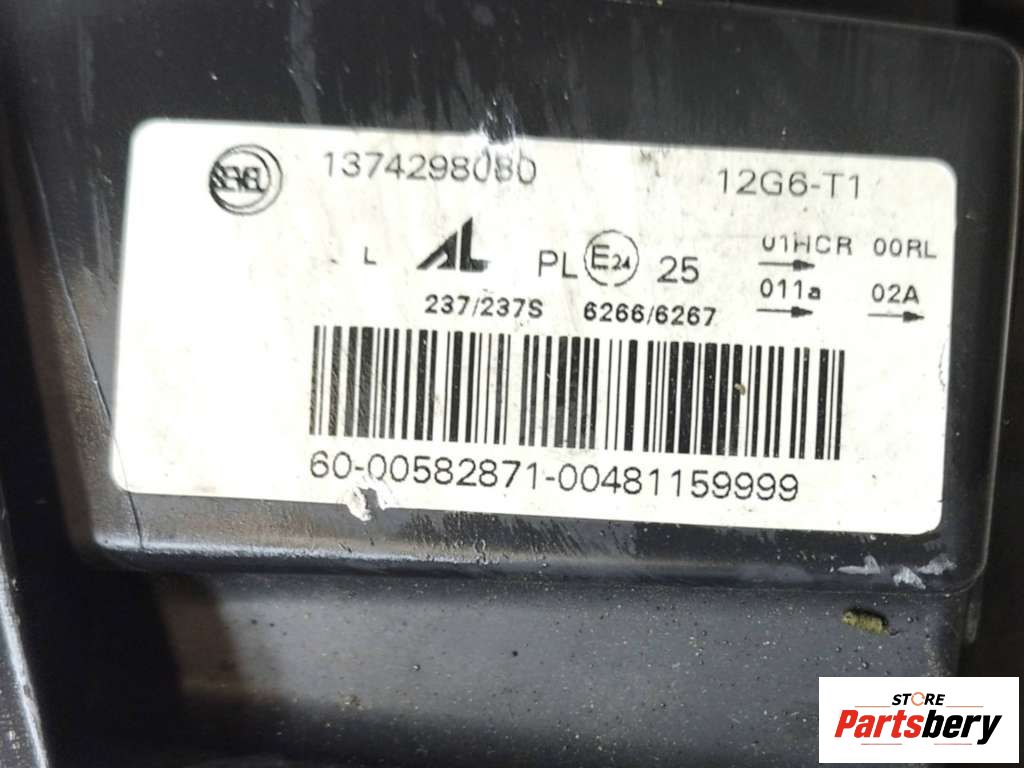 SEVEL
1374298080 12G6-T1
L AL PL E24 25 01HCR 00RL
011a 02A
237/237S 6266/6267
60-00582871-00481159999
STORE
Partsbery